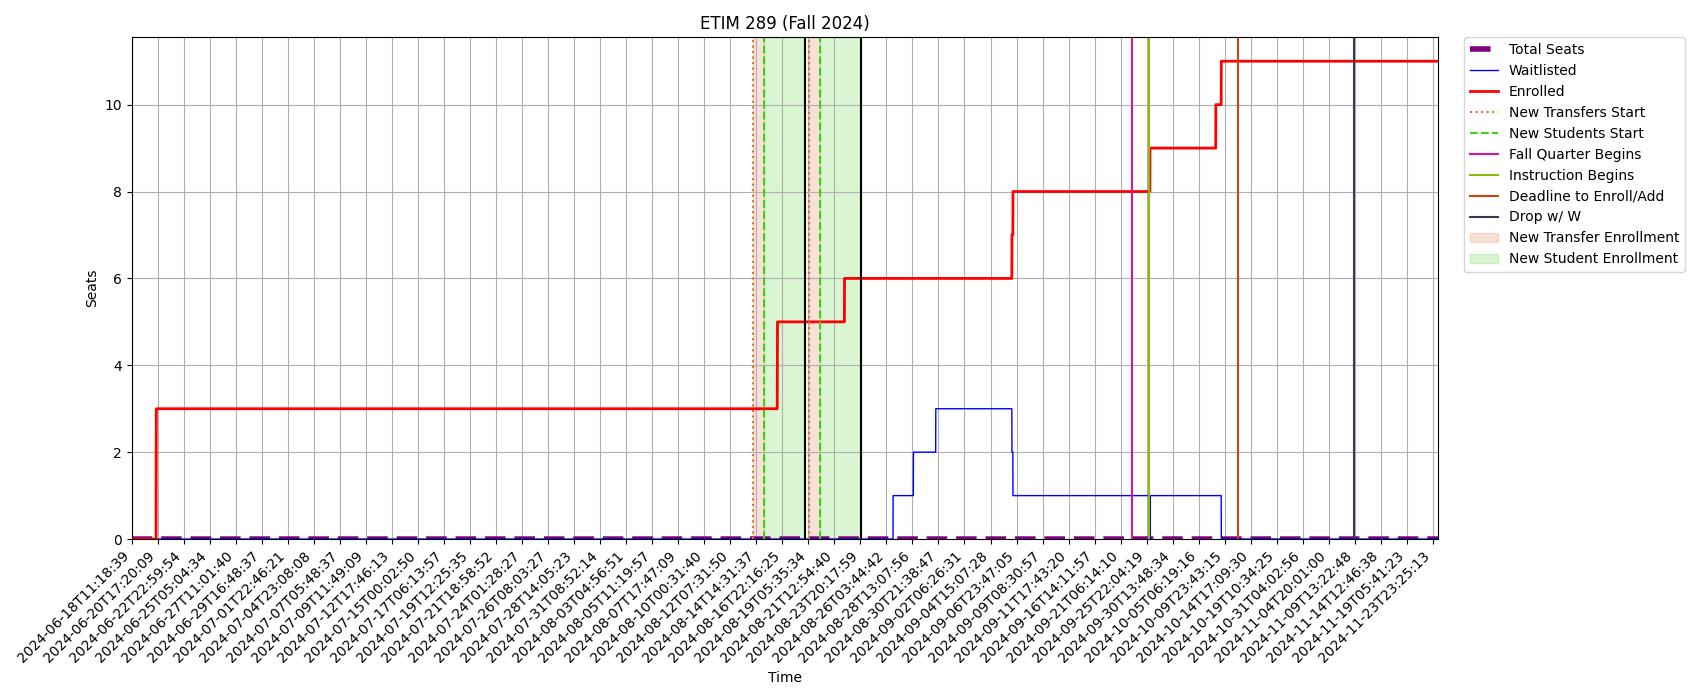 ETIM 289 (Fall 2024)
Total Seats
Waitlisted
Enrolled
New Transfers Start
New Students Start
Fall Quarter Begins
Instruction Begins
Deadline to Enroll/Add
Drop w/ W
New Transfer Enrollment
New Student Enrollment
Seats
10
8
6
4
2
0
2024-06-18T11:18:39
2024-06-20T17:20:09
2024-06-22T22:59:54
2024-06-25T05:04:34
2024-06-27T11:01:40
2024-06-29T16:48:37
2024-07-01T22:46:21
2024-07-04T23:08:08
2024-07-07T05:48:37
2024-07-09T11:49:09
2024-07-12T17:46:13
2024-07-15T00:02:50
2024-07-17T06:13:57
2024-07-19T12:25:35
2024-07-21T18:58:52
2024-07-24T01:28:27
2024-07-26T08:03:27
2024-07-28T14:05:23
2024-07-31T08:52:14
2024-08-03T04:56:51
2024-08-05T11:19:57
2024-08-07T17:47:09
2024-08-10T00:31:40
2024-08-12T07:31:50
2024-08-14T14:31:37
2024-08-16T22:16:25
2024-08-19T05:35:34
2024-08-21T12:54:40
2024-08-23T20:17:59
2024-08-26T03:44:42
2024-08-28T13:07:56
2024-08-30T21:38:47
2024-09-02T06:26:31
2024-09-04T15:07:28
2024-09-06T23:47:05
2024-09-09T08:30:57
2024-09-11T17:43:20
2024-09-16T14:11:57
2024-09-21T06:14:10
2024-09-25T22:04:19
2024-09-30T13:48:34
2024-10-05T06:19:16
2024-10-09T23:43:15
2024-10-14T17:09:30
2024-10-19T10:34:25
2024-10-31T04:02:56
2024-11-04T20:01:00
2024-11-09T13:22:48
2024-11-14T12:46:38
2024-11-19T05:41:23
2024-11-23T23:25:13
Time